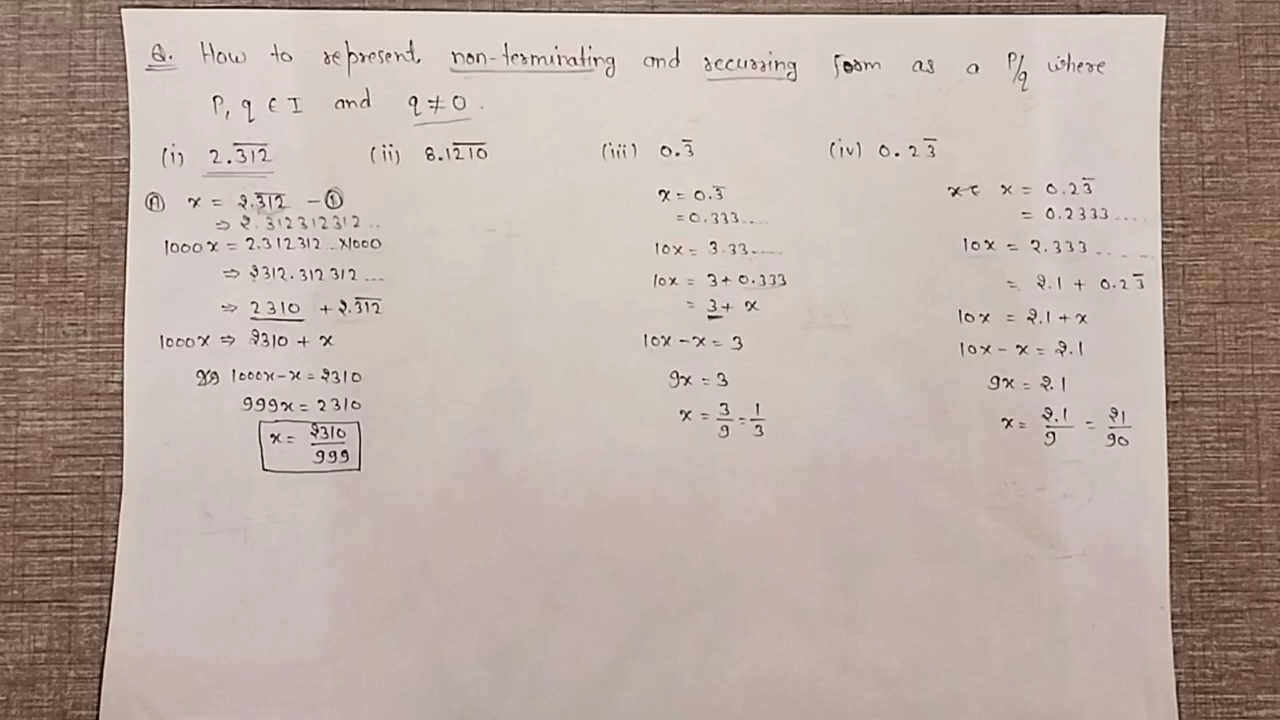 Q. How to represent non-terminating and recurring form as a P/q where
P, q ∈ I and q ≠ 0.
(i) 2.3̅1̅2̅ (ii) 8.12̅1̅0̅ (iii) 0.3̅ (iv) 0.23̅
Ⓐ x = 2.3̅1̅2̅ - ①
⇒ 2.312312312..
1000x = 2.312312..X1000
⇒ 2312.312312...
⇒ 2310 + 2.3̅1̅2̅
1000x ⇒ 2310 + x
1000x-x = 2310
999x = 2310
x = 2310/999
x = 0.3̅
= 0.333....
10x = 3.33.....
10x = 3 + 0.333
= 3 + x
10x - x = 3
9x = 3
x = 3/9 = 1/3
x = 0.23̅
= 0.2333....
10x = 2.333....
= 2.1 + 0.23̅
10x = 2.1 + x
10x - x = 2.1
9x = 2.1
x = 2.1/9 = 21/90